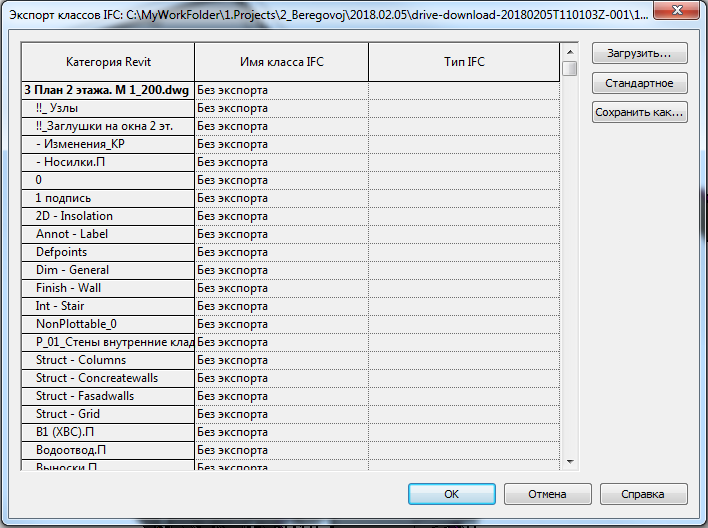 Экспорт классов IFC: C:\MyWorkFolder\1.Projects\2_Beregovoj\2018.02.05\drive-download-20180205T110103Z-001\1...
Категория Revit Имя класса IFC Тип IFC
3 План 2 этажа. М 1_200.dwg Без экспорта
!!_ Узлы Без экспорта
!!_Заглушки на окна 2 эт. Без экспорта
- Изменения_КР Без экспорта
- Носилки.П Без экспорта
0 Без экспорта
1 подпись Без экспорта
2D - Insolation Без экспорта
Annot - Label Без экспорта
Defpoints Без экспорта
Dim - General Без экспорта
Finish - Wall Без экспорта
Int - Stair Без экспорта
NonPlottable_0 Без экспорта
P_01_Стены внутренние клад Без экспорта
Struct - Columns Без экспорта
Struct - Concreatewalls Без экспорта
Struct - Fasadwalls Без экспорта
Struct - Grid Без экспорта
В1 (ХВС).П Без экспорта
Водоотвод.П Без экспорта
Выноски.П Без экспорта
Загрузить...
Стандартное
Сохранить как...
OK Отмена Справка